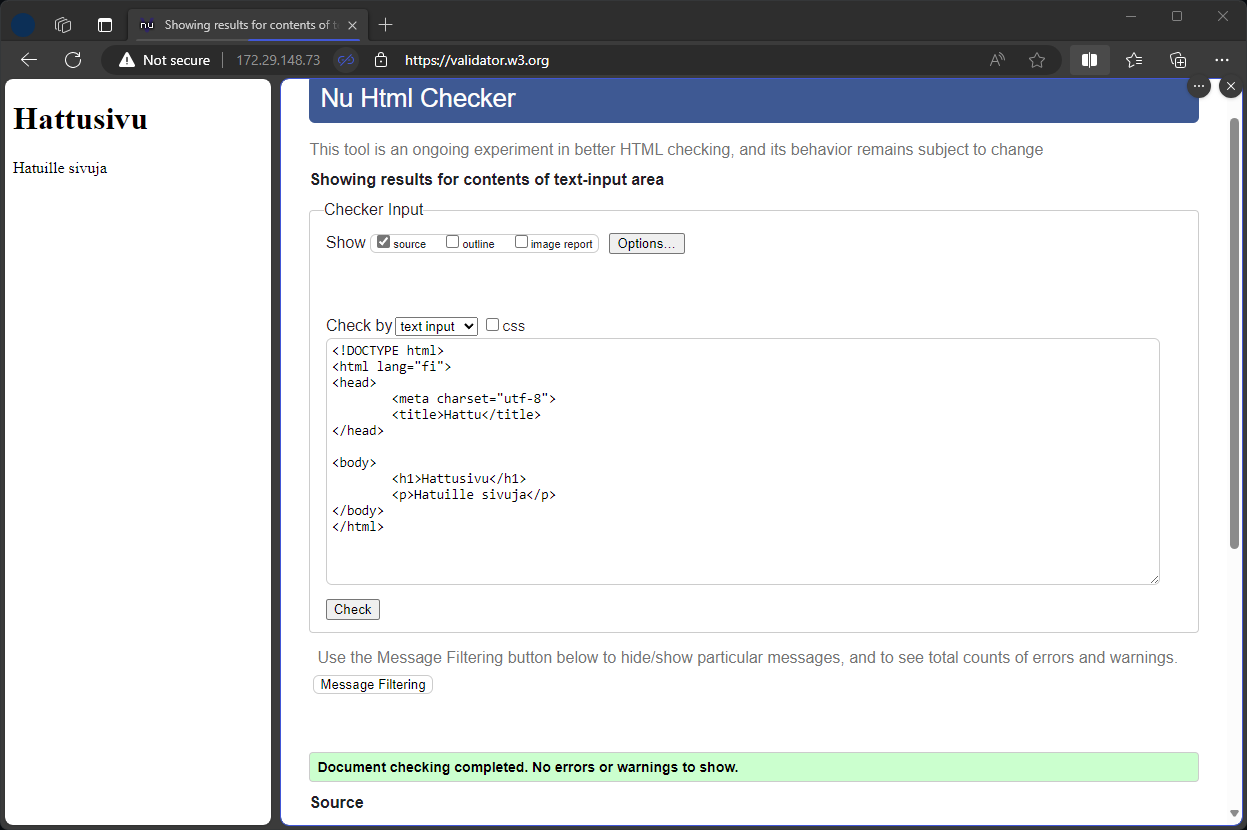 nu Showing results for contents of t
Not secure 172.29.148.73 https://validator.w3.org
Hattusivu
Hatuille sivuja
Nu Html Checker
This tool is an ongoing experiment in better HTML checking, and its behavior remains subject to change
Showing results for contents of text-input area
Checker Input
Show source outline image report Options...
Check by text input css
<!DOCTYPE html>
<html lang="fi">
<head>
<meta charset="utf-8">
<title>Hattu</title>
</head>
<body>
<h1>Hattusivu</h1>
<p>Hatuille sivuja</p>
</body>
</html>
Check
Use the Message Filtering button below to hide/show particular messages, and to see total counts of errors and warnings.
Message Filtering
Document checking completed. No errors or warnings to show.
Source